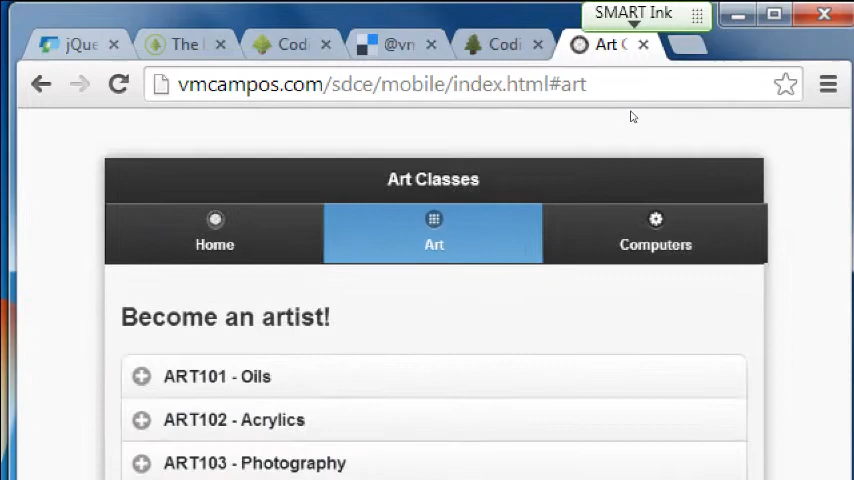 SMART Ink
jQue
The
Codi
@vn
Codi
Art C
vmcampos.com/sdce/mobile/index.html#art
Art Classes
Home
Art
Computers
Become an artist!
ART101 - Oils
ART102 - Acrylics
ART103 - Photography